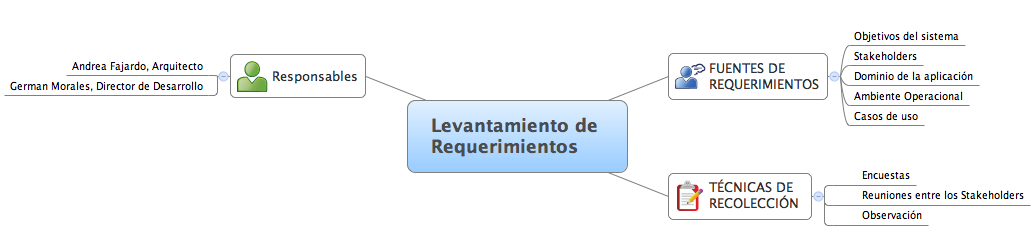 Levantamiento de
Requerimientos
Responsables
Andrea Fajardo, Arquitecto
German Morales, Director de Desarrollo
FUENTES DE
REQUERIMIENTOS
Objetivos del sistema
Stakeholders
Dominio de la aplicación
Ambiente Operacional
Casos de uso
TÉCNICAS DE
RECOLECCIÓN
Encuestas
Reuniones entre los Stakeholders
Observación